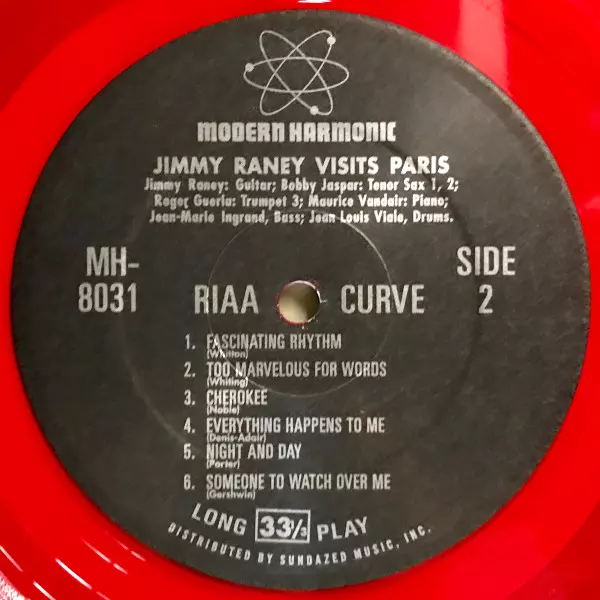 MODERN HARMONIC
JIMMY RANEY VISITS PARIS
Jimmy Raney: Guitar; Bobby Jaspar: Tenor Sax 1, 2;
Roger Guerla: Trumpet 3; Maurice Vandair: Piano;
Jean-Marie Ingrand, Bass; Jean Louis Viale, Drums.
MH-
8031
RIAA CURVE
SIDE
2
1. FASCINATING RHYTHM
(Whitton)
2. TOO MARVELOUS FOR WORDS
(Whiting)
3. CHEROKEE
(Noble)
4. EVERYTHING HAPPENS TO ME
(Denis-Adair)
5. NIGHT AND DAY
(Porter)
6. SOMEONE TO WATCH OVER ME
(Gershwin)
LONG 33⅓ PLAY
DISTRIBUTED BY SUNDAZED MUSIC, INC.